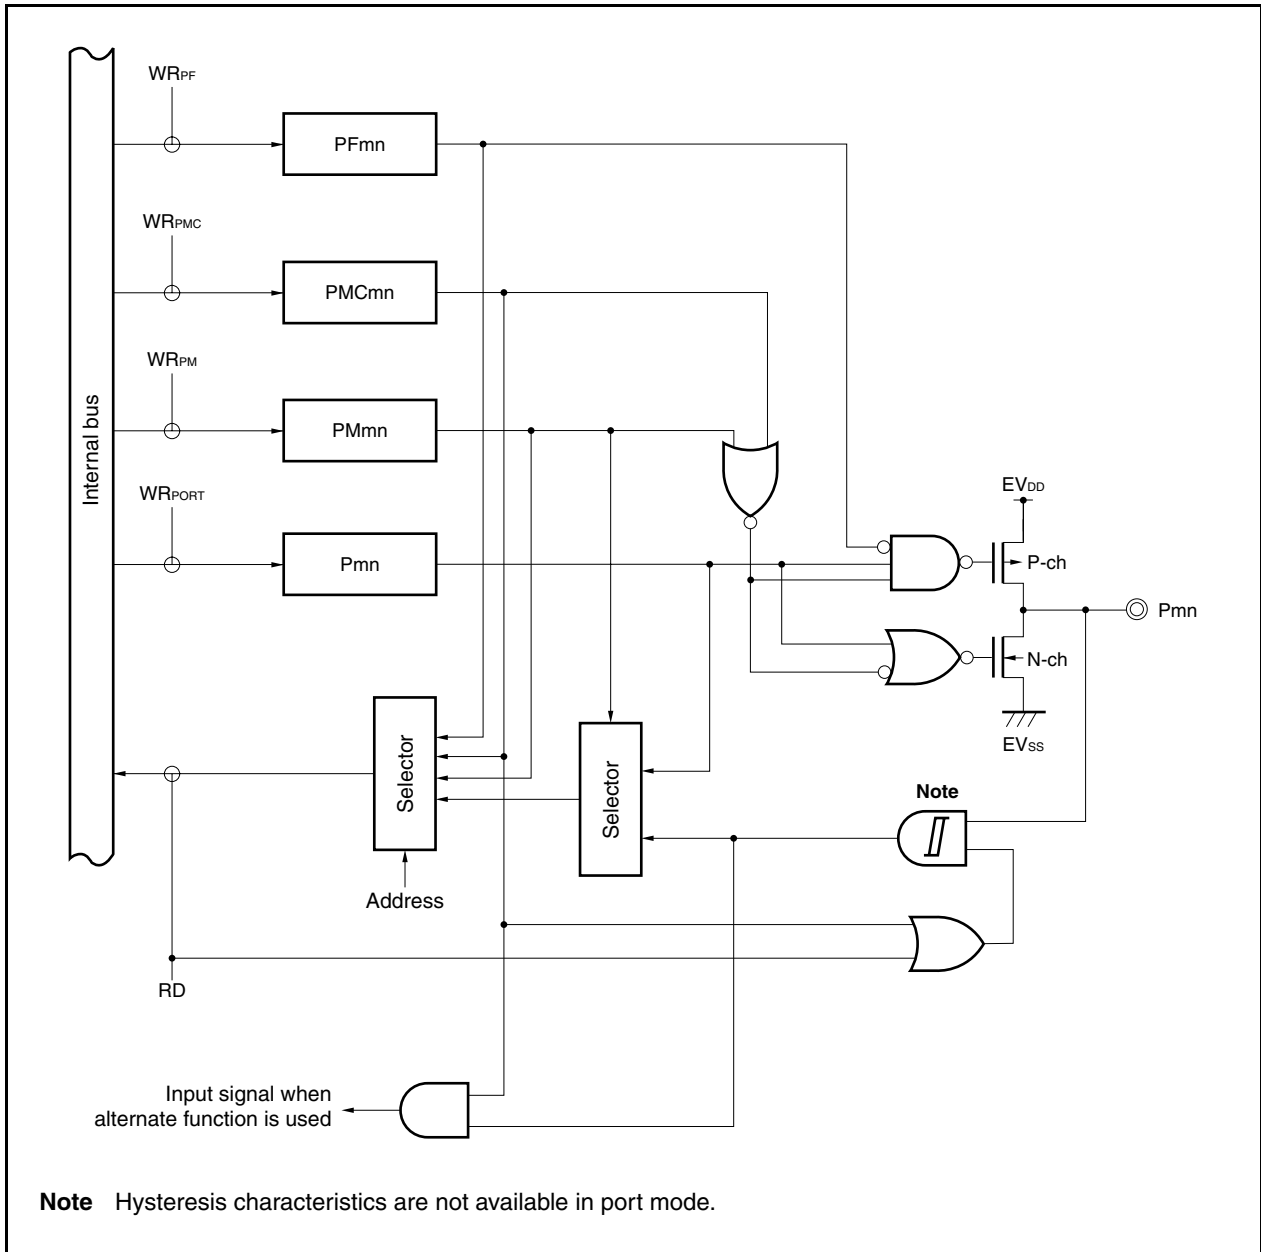 WRPF
PFmn
WRPMC
PMCmn
WRPM
PMmn
Internal bus
WRPORT
Pmn
EVDD
P-ch
Pmn
N-ch
EVSS
Selector
Selector
Note
Address
RD
Input signal when
alternate function is used
Note Hysteresis characteristics are not available in port mode.